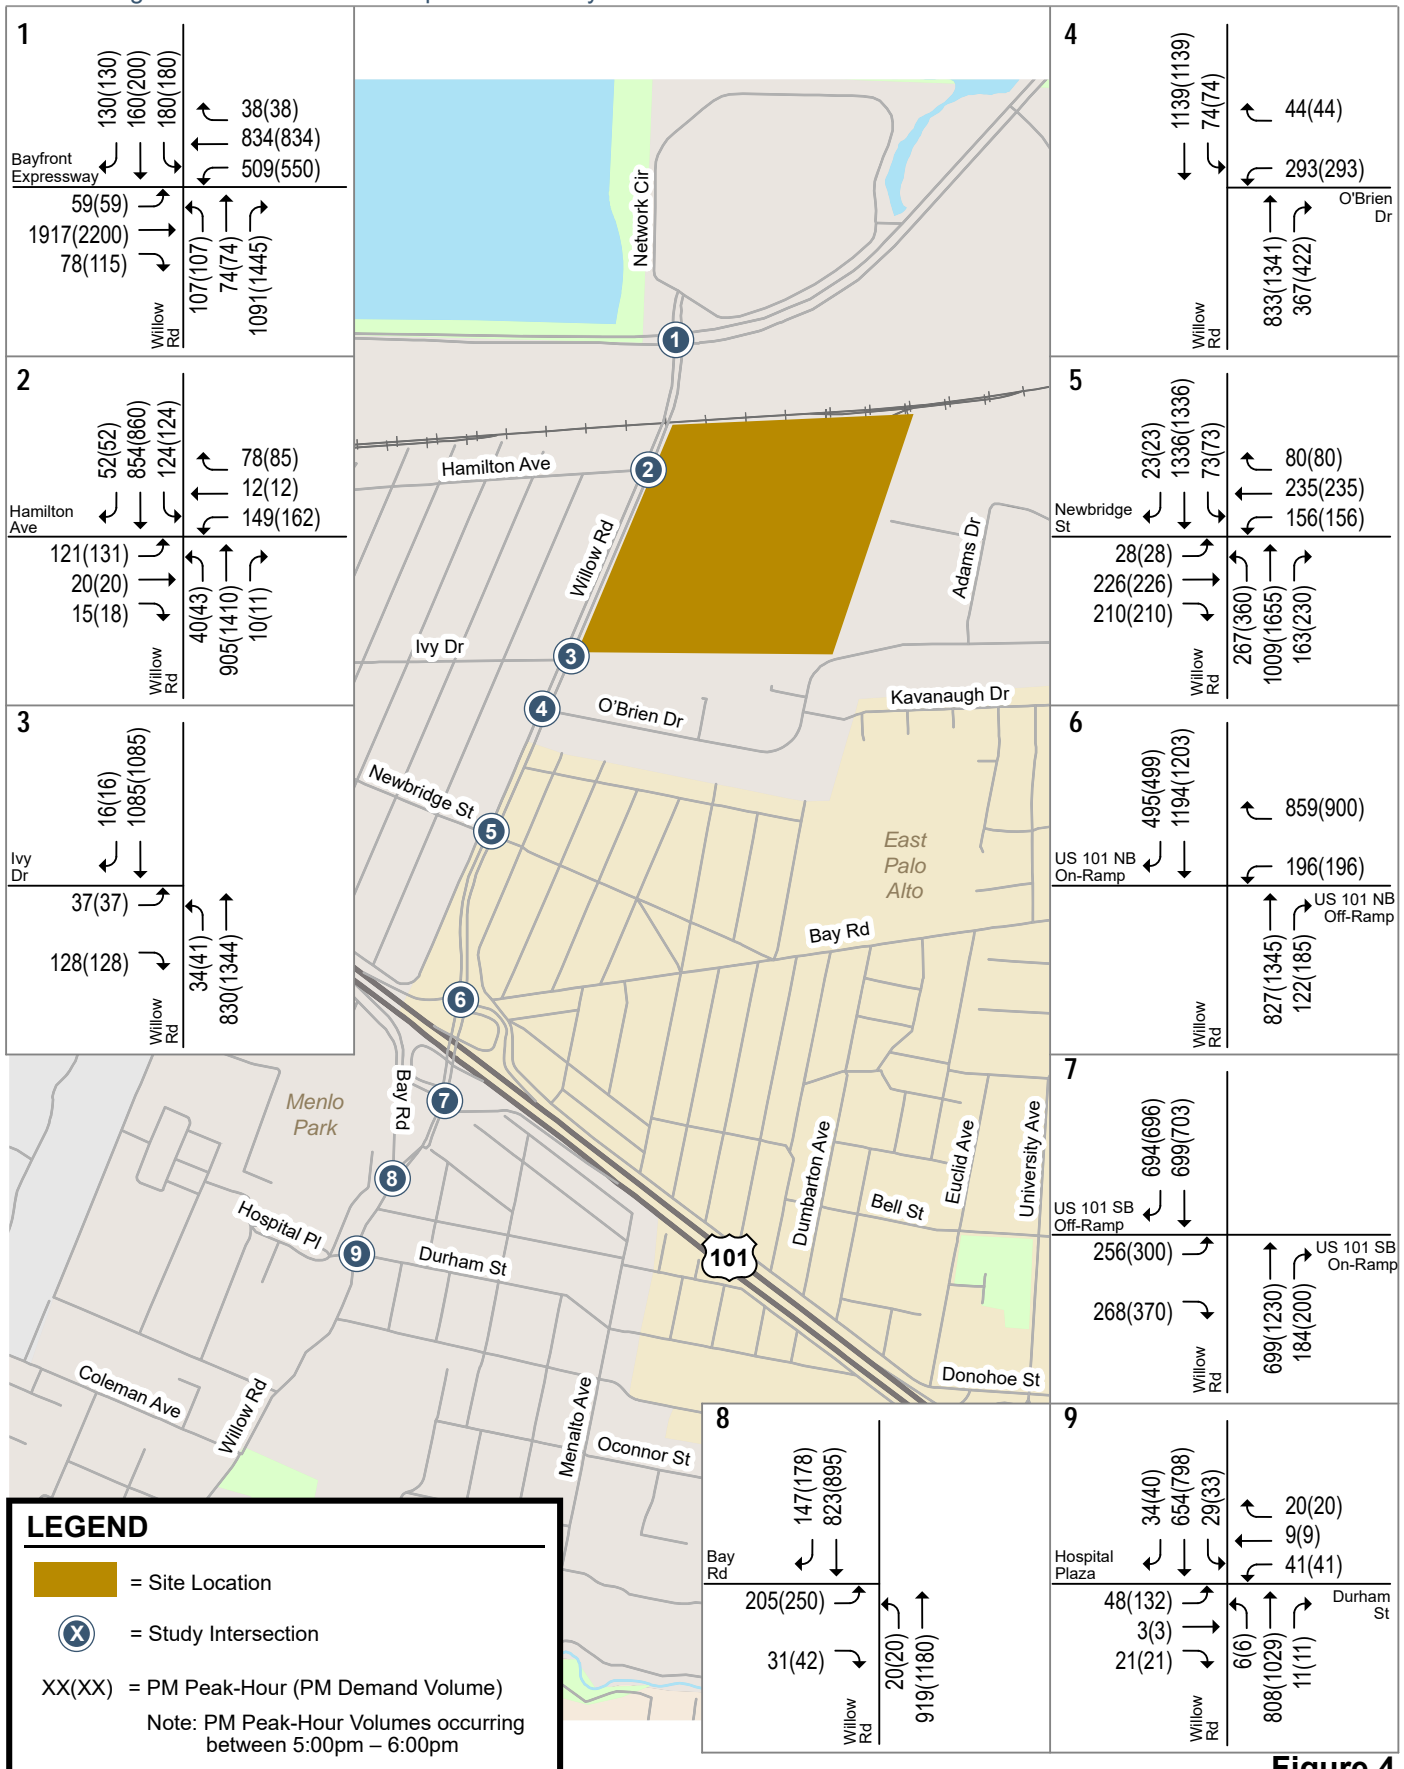 1
130(130)
160(200)
180(180)
38(38)
834(834)
509(550)
Bayfront
Expressway
59(59)
1917(2200)
78(115)
107(107)
74(74)
1091(1445)
Willow
Rd
2
52(52)
854(860)
124(124)
78(85)
12(12)
149(162)
Hamilton
Ave
121(131)
20(20)
15(18)
40(43)
905(1410)
10(11)
Willow
Rd
3
16(16)
1085(1085)
Ivy
Dr
37(37)
128(128)
34(41)
830(1344)
Willow
Rd
4
1139(1139)
74(74)
44(44)
293(293)
O'Brien
Dr
833(1341)
367(422)
Willow
Rd
5
23(23)
1336(1336)
73(73)
80(80)
235(235)
156(156)
Newbridge
St
28(28)
226(226)
210(210)
267(360)
1009(1655)
163(230)
Willow
Rd
6
495(499)
1194(1203)
859(900)
196(196)
US 101 NB
On-Ramp
US 101 NB
Off-Ramp
827(1345)
122(185)
Willow
Rd
7
694(696)
699(703)
US 101 SB
Off-Ramp
256(300)
268(370)
US 101 SB
On-Ramp
699(1230)
184(200)
Willow
Rd
8
147(178)
823(895)
Bay
Rd
205(250)
31(42)
20(20)
919(1180)
Willow
Rd
9
34(40)
654(798)
29(33)
20(20)
9(9)
41(41)
Hospital
Plaza
48(132)
3(3)
21(21)
Durham
St
6(6)
808(1029)
11(11)
Willow
Rd
Network Cir
1
Hamilton Ave
2
Willow Rd
Adams Dr
Ivy Dr
3
4
O'Brien Dr
Kavanaugh Dr
Newbridge St
5
East
Palo
Alto
Bay Rd
6
Bay Rd
7
Menlo
Park
8
Dumbarton Ave
Euclid Ave
University Ave
Bell St
Hospital Pl
9
Durham St
101
Coleman Ave
Willow Rd
Menalto Ave
Oconnor St
Donohoe St
LEGEND
= Site Location
X = Study Intersection
XX(XX) = PM Peak-Hour (PM Demand Volume)
Note: PM Peak-Hour Volumes occurring
between 5:00pm – 6:00pm
Figure 4